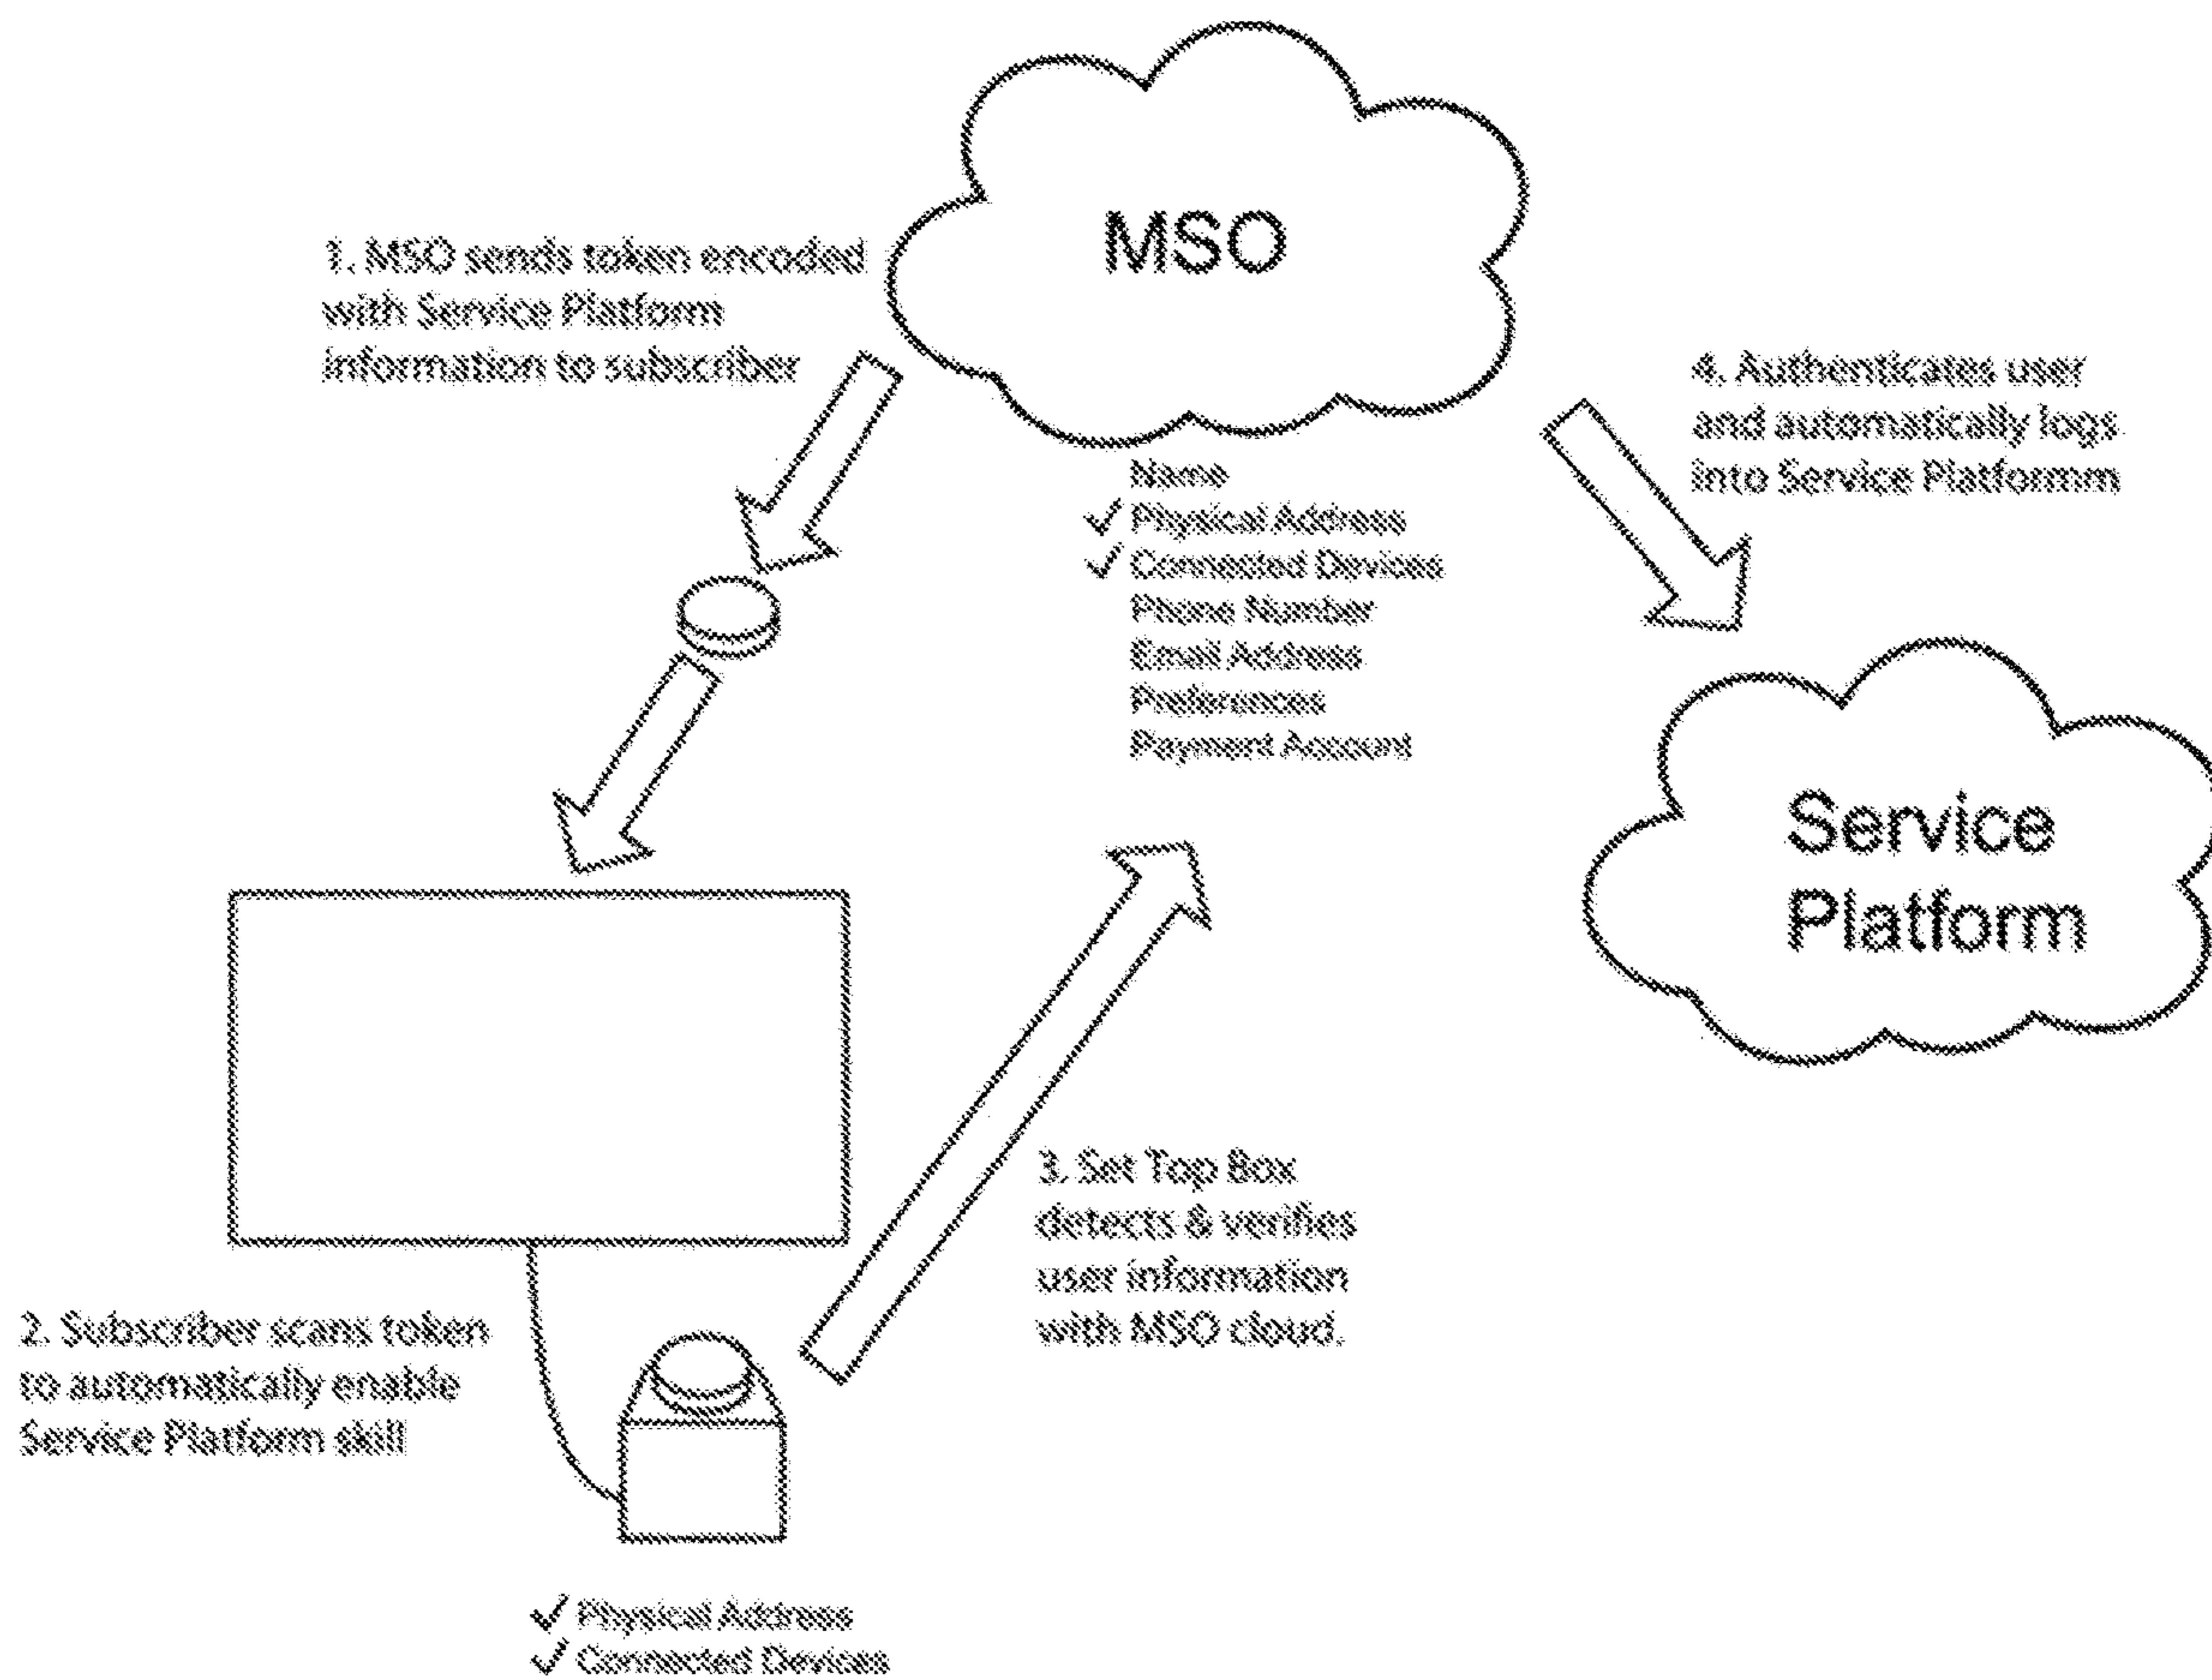 MSO
1. MSO sends token encoded
with Service Platform
information to subscriber
4. Authenticates user
and automatically logs
into Service Platformm
Name
✓ Physical Address
✓ Connected Devices
Phone Number
Email Address
Preferences
Payment Account
Service
Platform
3. Set Top Box
detects & verifies
user information
with MSO cloud.
2. Subscriber scans token
to automatically enable
Service Platform skill
✓ Physical Address
✓ Connected Devices